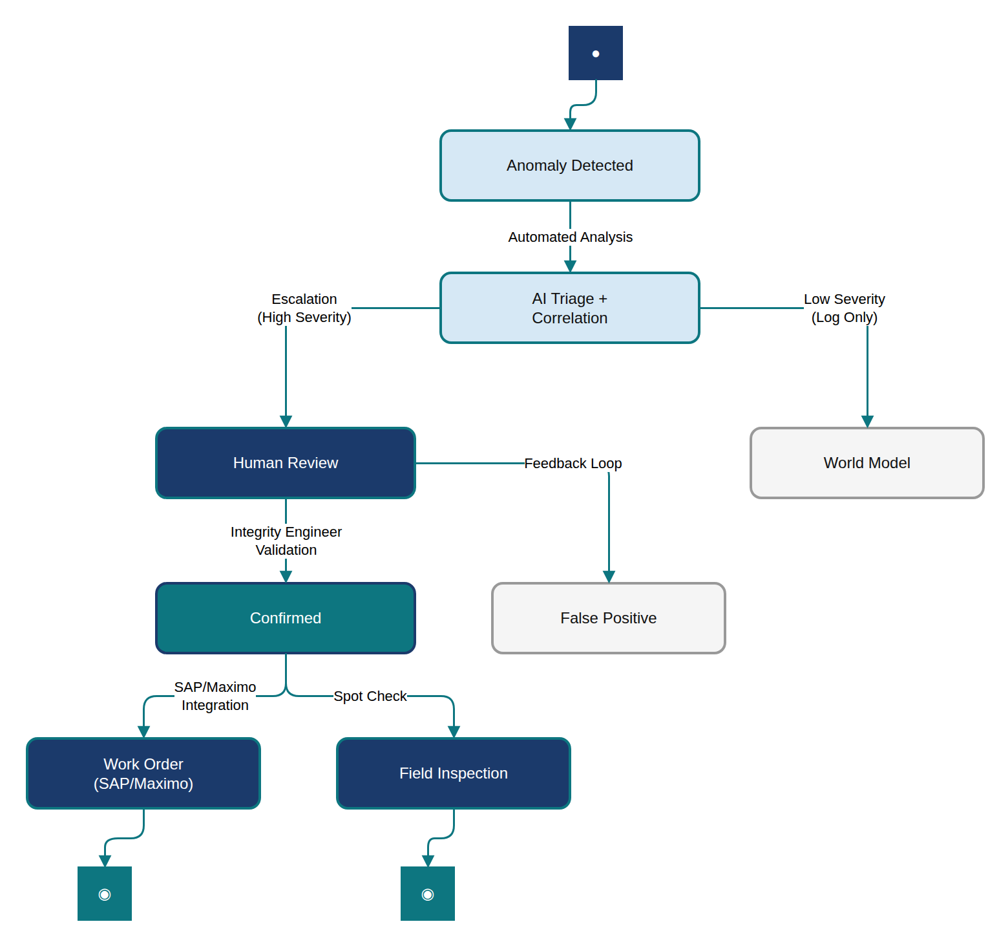 ●
Anomaly Detected
Automated Analysis
Escalation
(High Severity)
AI Triage +
Correlation
Low Severity
(Log Only)
Human Review
Feedback Loop
World Model
Integrity Engineer
Validation
Confirmed
False Positive
SAP/Maximo
Integration
Spot Check
Work Order
(SAP/Maximo)
Field Inspection
◉
◉